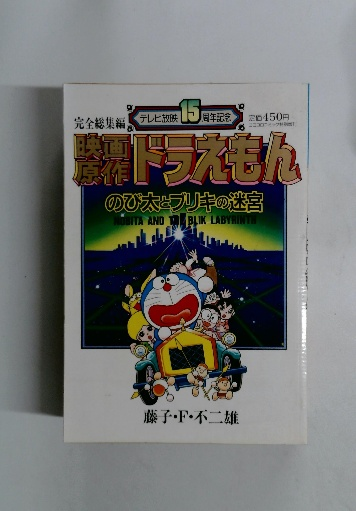 テレビ放映15周年記念
完全総集編
定価450円
映画原作 ドラえもん
のび太とブリキの迷宮
NOBITA AND THE BLIK LABYRINTH
藤子・F・不二雄